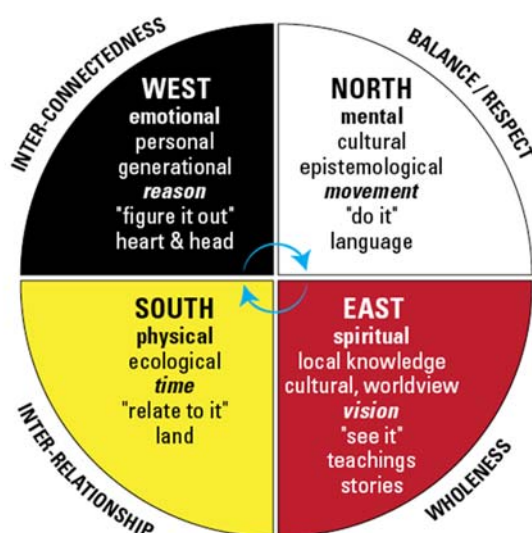 INTER-CONNECTEDNESS
BALANCE / RESPECT
WEST
emotional
personal
generational
reason
"figure it out"
heart & head
NORTH
mental
cultural
epistemological
movement
"do it"
language
SOUTH
physical
ecological
time
"relate to it"
land
EAST
spiritual
local knowledge
cultural, worldview
vision
"see it"
teachings
stories
INTER-RELATIONSHIP
WHOLENESS